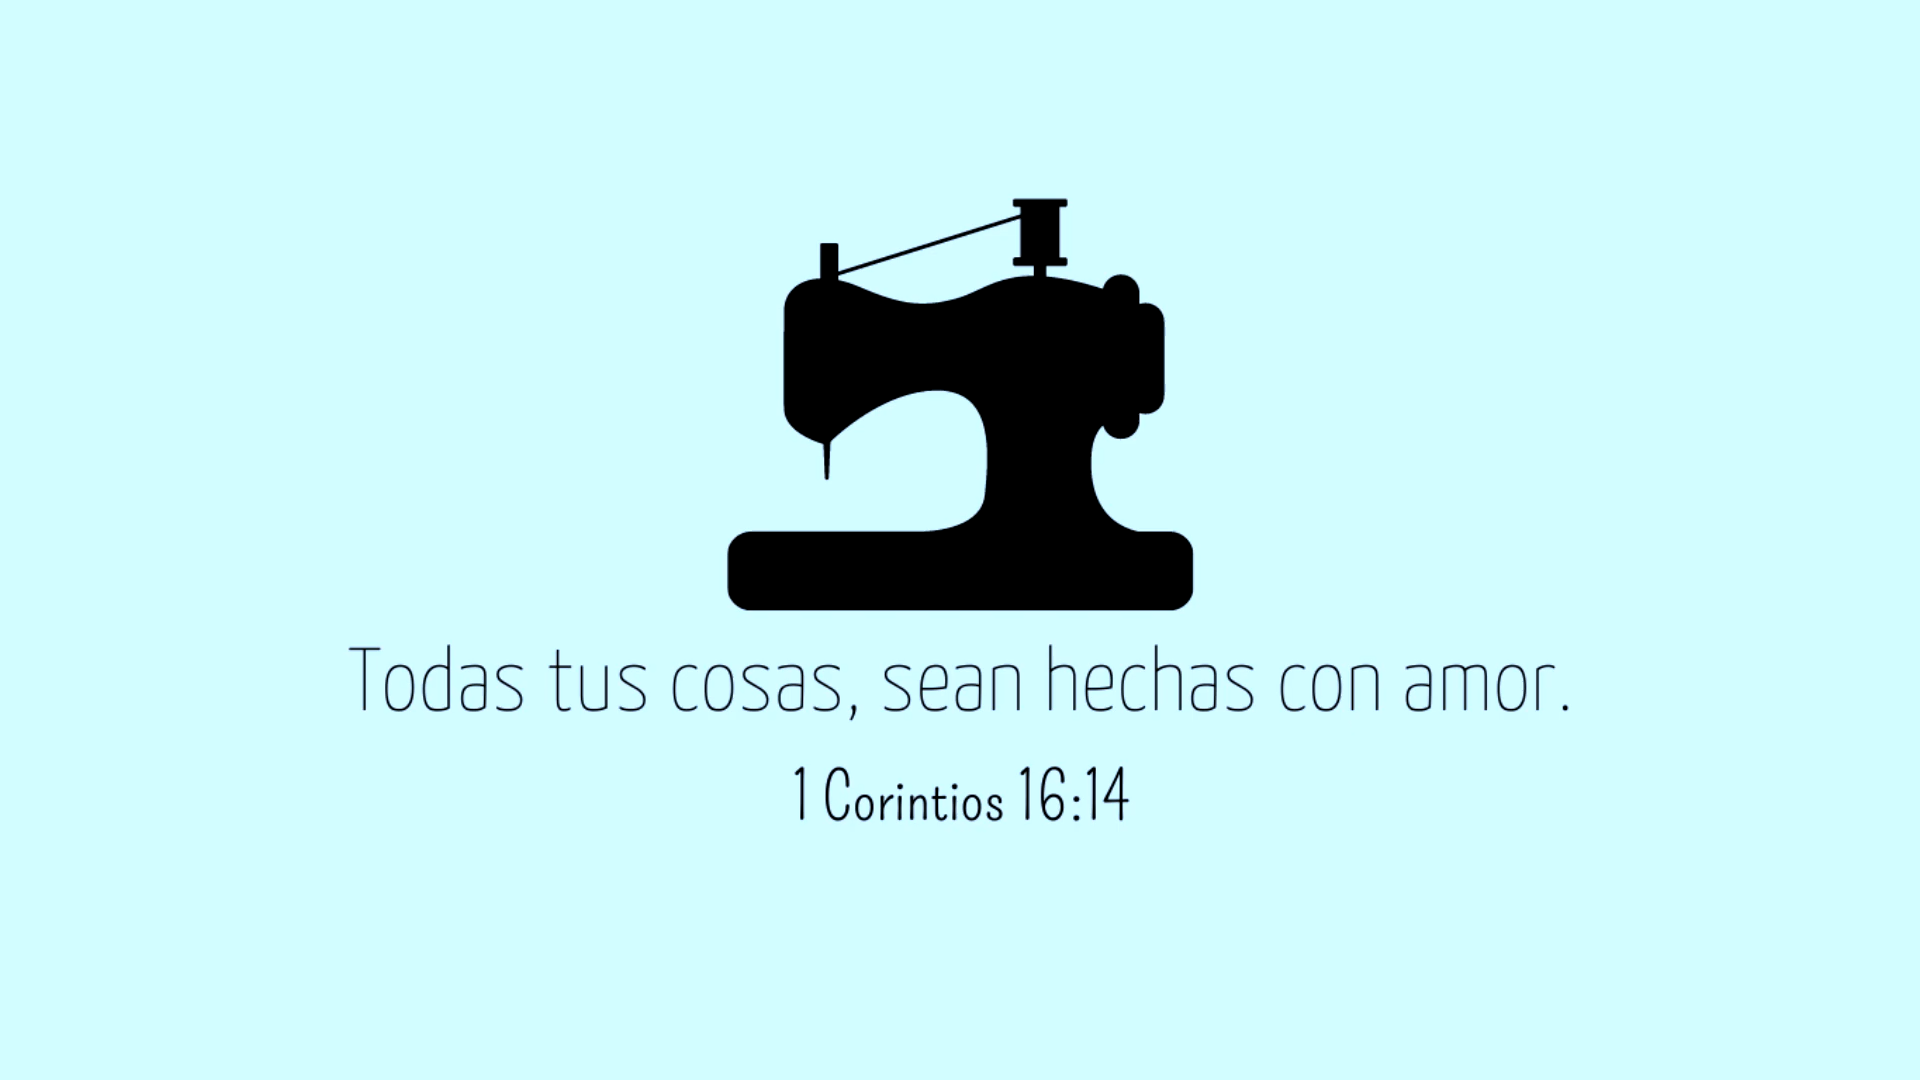 Todas tus cosas, sean hechas con amor.
1 Corintios 16:14